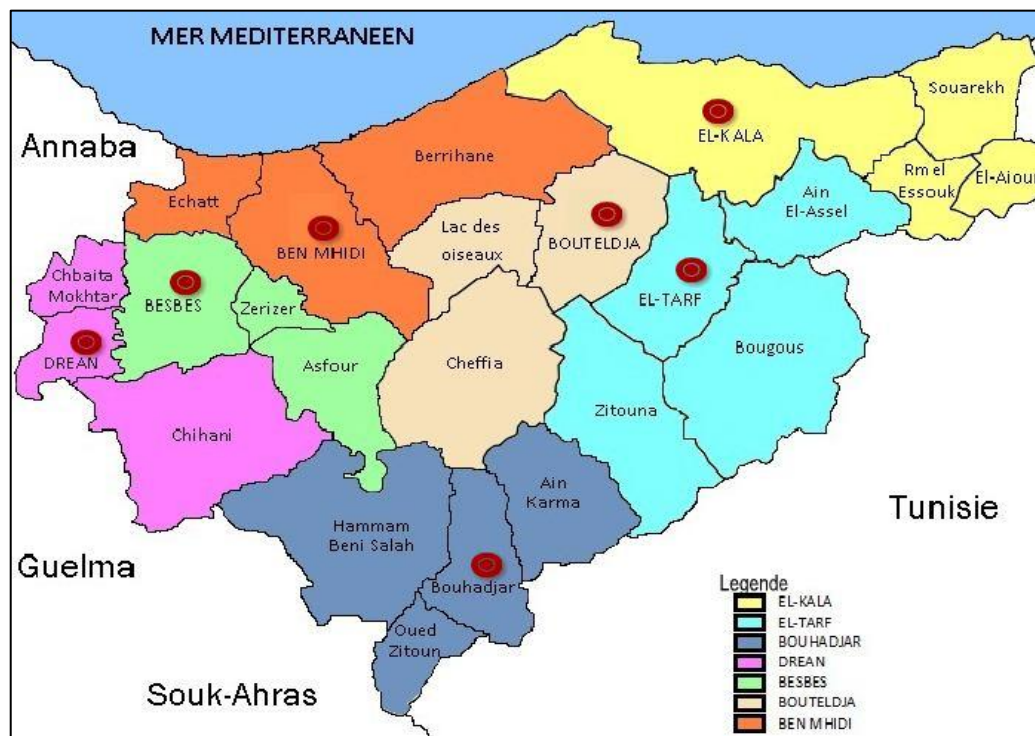 MER MEDITERRANEEN
Souarekh
EL-KALA
Annaba
Berrihane
Rm el
Essouk
El-Aioun
Ain
El-Assel
Echatt
Lac des
oiseaux
BEN MHIDI
BOUTELDJA
Chbaita
Mokhtar
BESBES
Zerizer
EL-TARF
DREAN
Asfour
Cheffia
Bougous
Zitouna
Chihani
Ain
Karma
Tunisie
Hammam
Beni Salah
Guelma
Bouhadjar
Oued
Zitoun
Souk-Ahras
Legende
EL-KALA
EL-TARF
BOUHADJAR
DREAN
BESBES
BOUTELDJA
BEN MHIDI